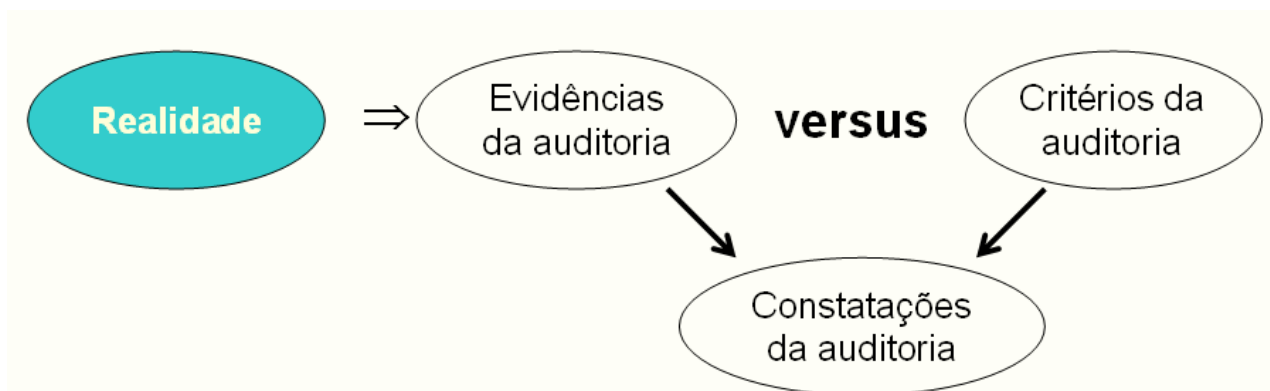 Realidade
⇒
Evidências
da auditoria
versus
Critérios da
auditoria
Constatações
da auditoria